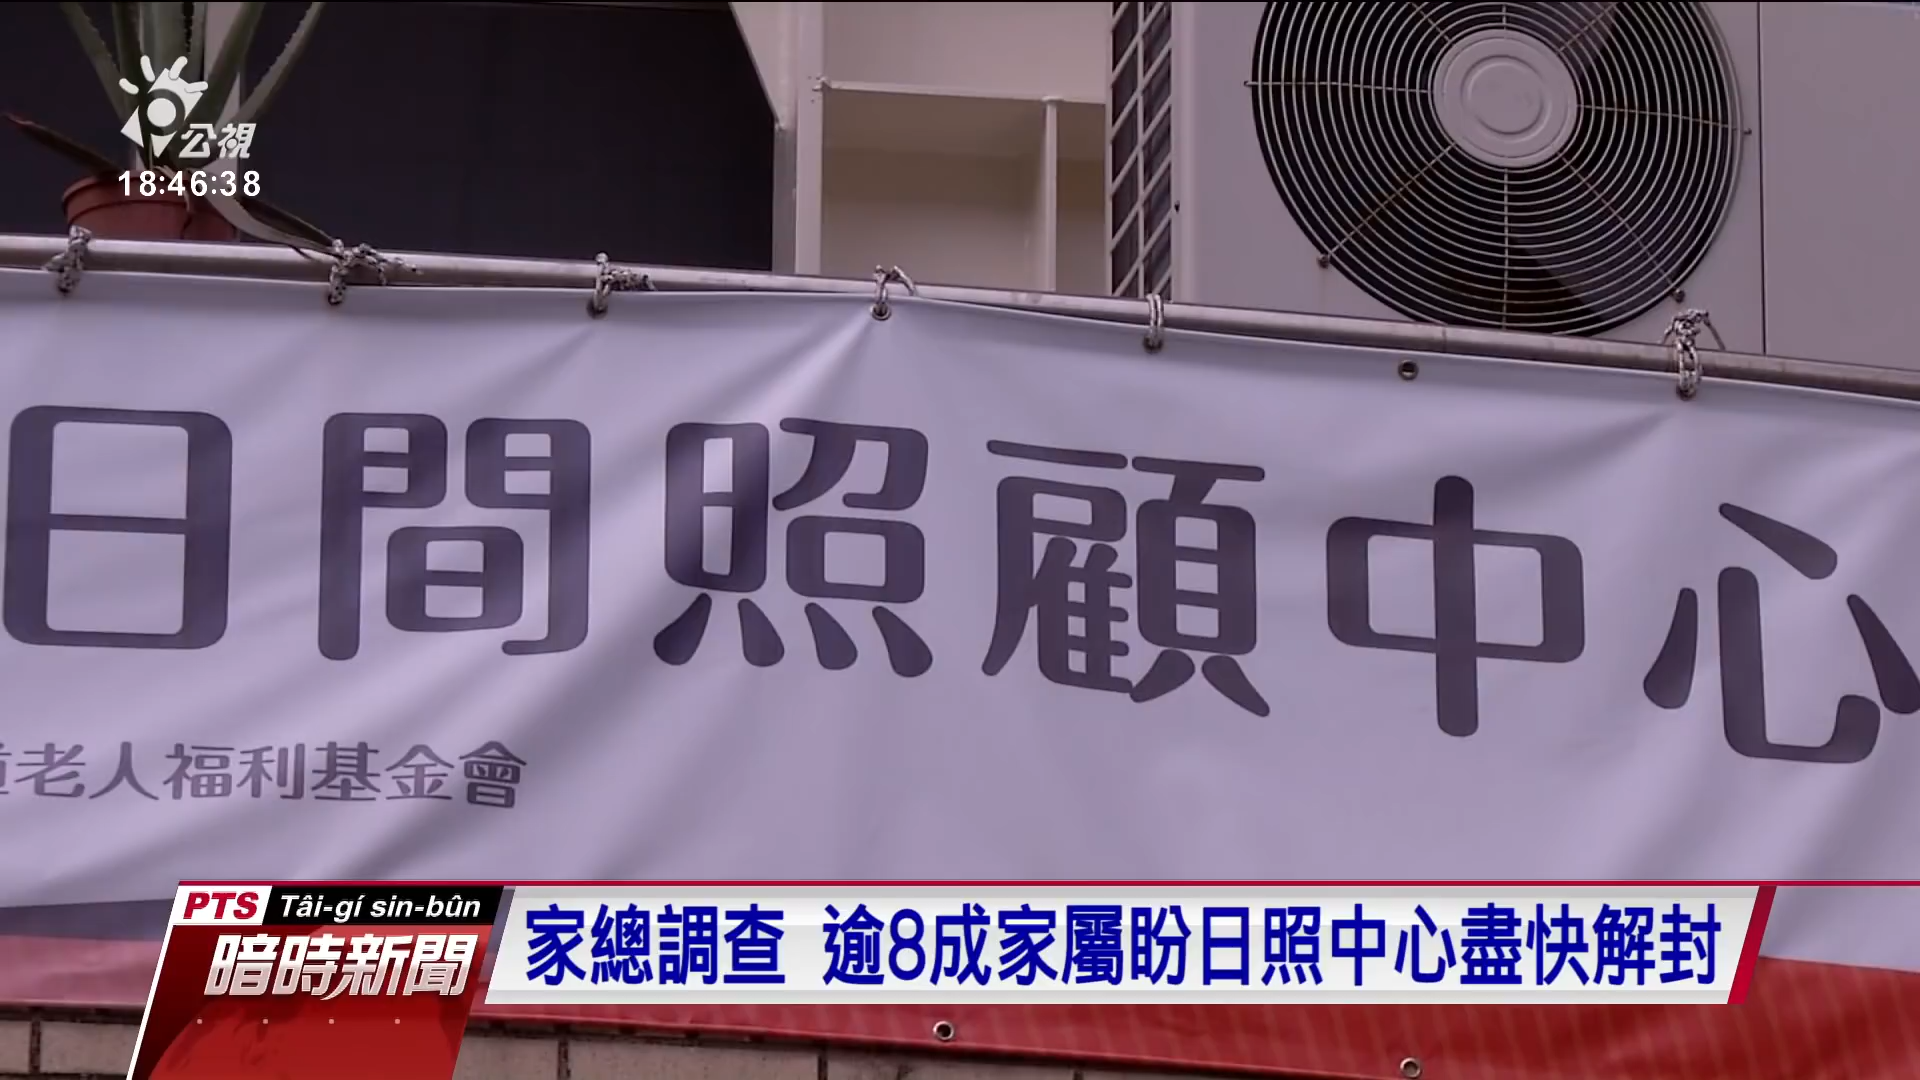 公視
18:46:38
日間照顧中心
老人福利基金會
PTS Tâi-gí sin-bûn
暗時新聞
家總調查 逾8成家屬盼日照中心盡快解封